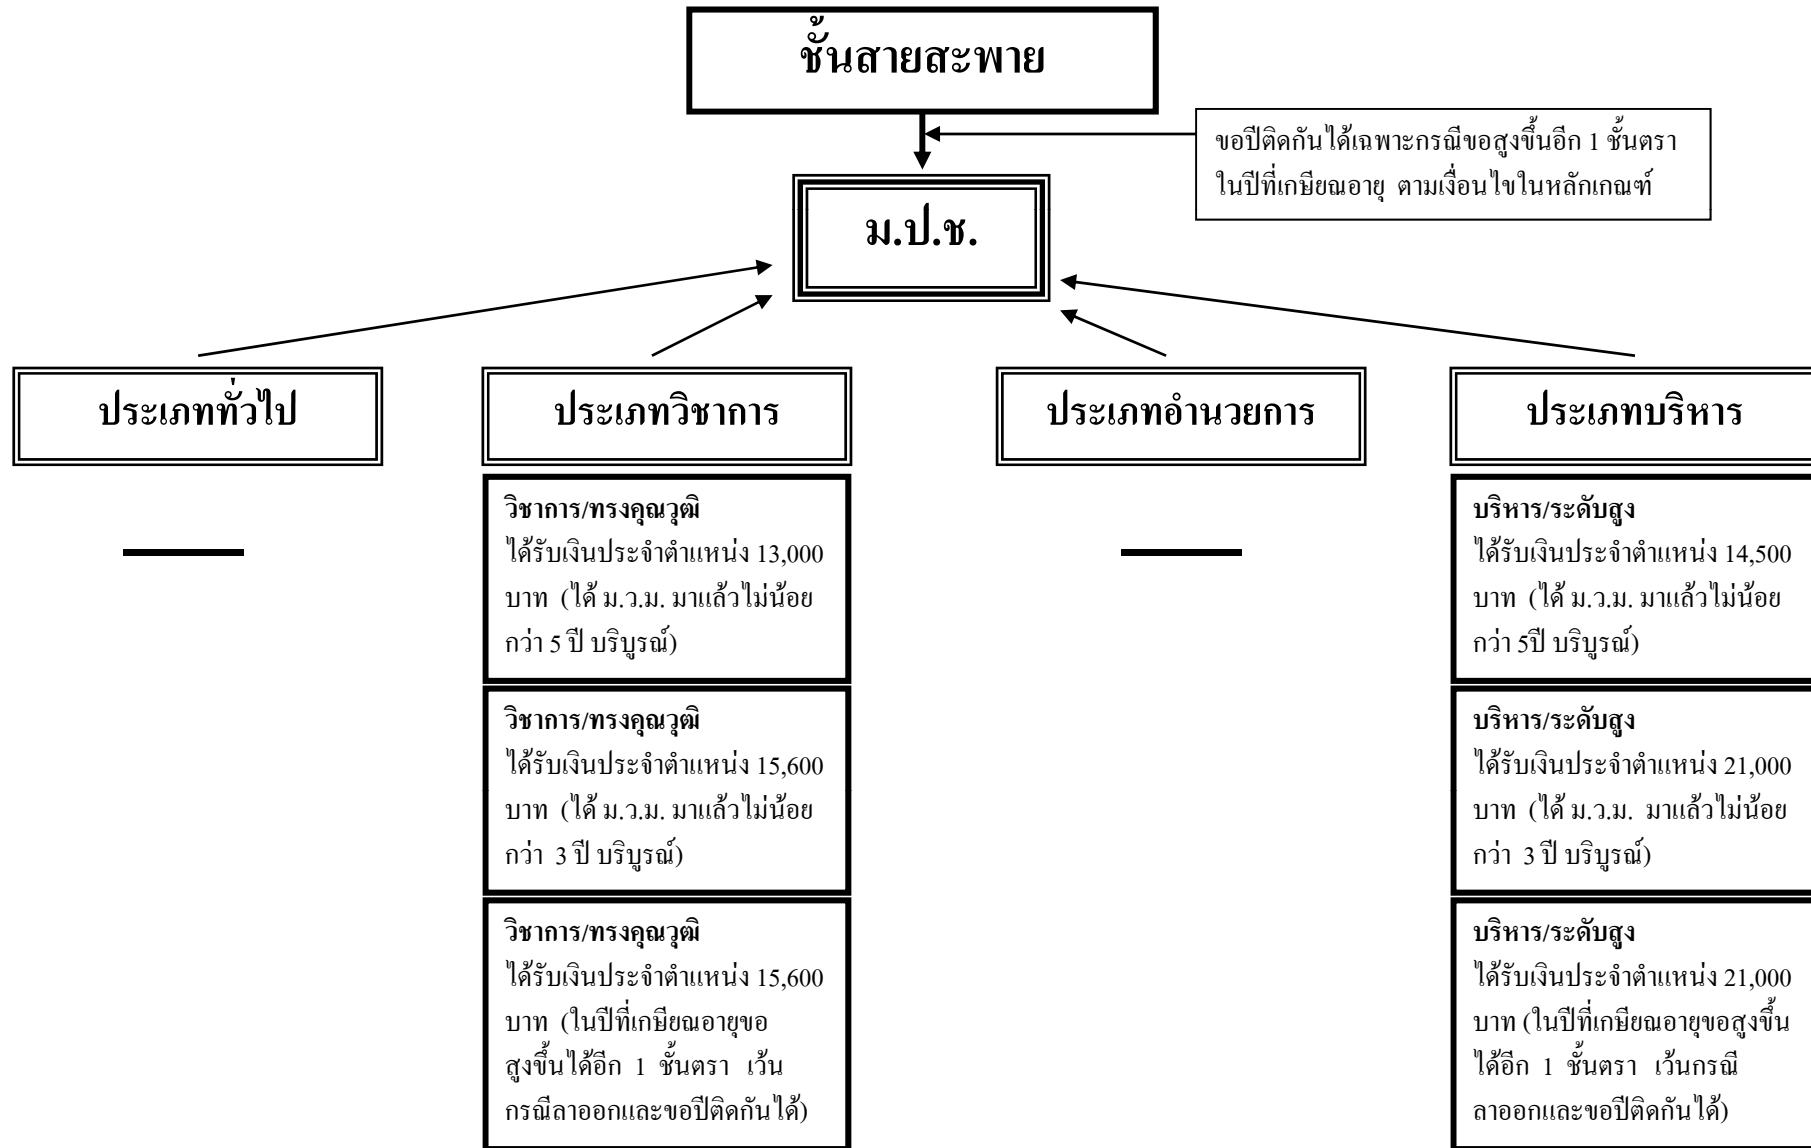 ชั้นสายสะพาย
ขอปีติดกันได้เฉพาะกรณีขอสูงขึ้นอีก 1 ชั้นตรา
ในปีที่เกษียณอายุ ตามเงื่อนไขในหลักเกณฑ์
ม.ป.ช.
ประเภททั่วไป
ประเภทวิชาการ
ประเภทอำนวยการ
ประเภทบริหาร
วิชาการ/ทรงคุณวุฒิ
ได้รับเงินประจำตำแหน่ง 13,000
บาท (ได้ ม.ว.ม. มาแล้วไม่น้อย
กว่า 5 ปี บริบูรณ์)
วิชาการ/ทรงคุณวุฒิ
ได้รับเงินประจำตำแหน่ง 15,600
บาท (ได้ ม.ว.ม. มาแล้วไม่น้อย
กว่า 3 ปี บริบูรณ์)
วิชาการ/ทรงคุณวุฒิ
ได้รับเงินประจำตำแหน่ง 15,600
บาท (ในปีที่เกษียณอายุขอ
สูงขึ้นได้อีก 1 ชั้นตรา เว้น
กรณีลาออกและขอปีติดกันได้)
บริหาร/ระดับสูง
ได้รับเงินประจำตำแหน่ง 14,500
บาท (ได้ ม.ว.ม. มาแล้วไม่น้อย
กว่า 5ปี บริบูรณ์)
บริหาร/ระดับสูง
ได้รับเงินประจำตำแหน่ง 21,000
บาท (ได้ ม.ว.ม. มาแล้วไม่น้อย
กว่า 3 ปี บริบูรณ์)
บริหาร/ระดับสูง
ได้รับเงินประจำตำแหน่ง 21,000
บาท (ในปีที่เกษียณอายุขอสูงขึ้น
ได้อีก 1 ชั้นตรา เว้นกรณี
ลาออกและขอปีติดกันได้)